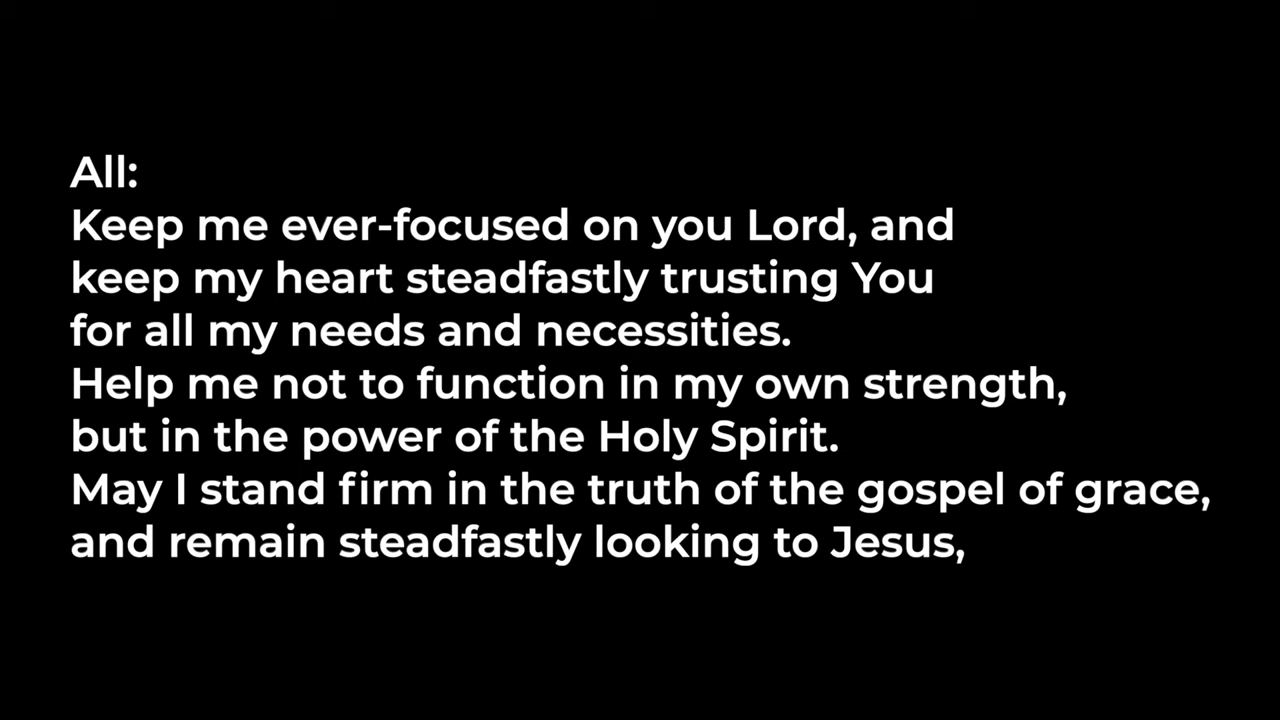 All:
Keep me ever-focused on you Lord, and
keep my heart steadfastly trusting You
for all my needs and necessities.
Help me not to function in my own strength,
but in the power of the Holy Spirit.
May I stand firm in the truth of the gospel of grace,
and remain steadfastly looking to Jesus,